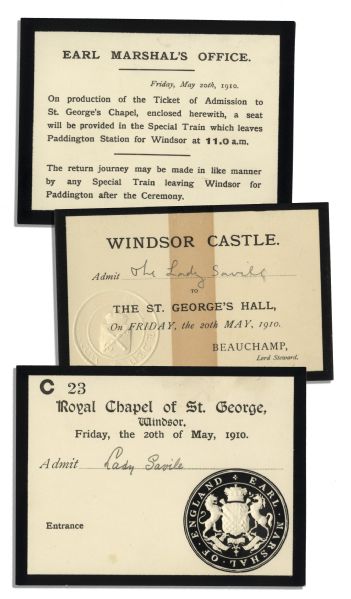 EARL MARSHAL'S OFFICE.
Friday, May 20th, 1910.
On production of the Ticket of Admission to
St. George's Chapel, enclosed herewith, a seat
will be provided in the Special Train which leaves
Paddington Station for Windsor at 11.0 a.m.
The return journey may be made in like manner
by any Special Train leaving Windsor for
Paddington after the Ceremony.
WINDSOR CASTLE.
Admit The Lady Savile
TO
THE ST. GEORGE'S HALL,
On FRIDAY, the 20th MAY, 1910.
BEAUCHAMP,
Lord Steward.
C 23
Royal Chapel of St. George,
Windsor.
Friday, the 20th of May, 1910.
Admit Lady Savile
Entrance
EARL MARSHAL OF ENGLAND